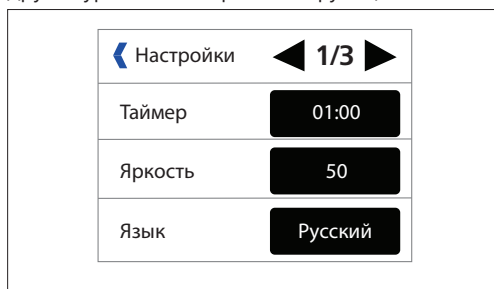 Настройки 1/3
Таймер 01:00
Яркость 50
Язык Русский